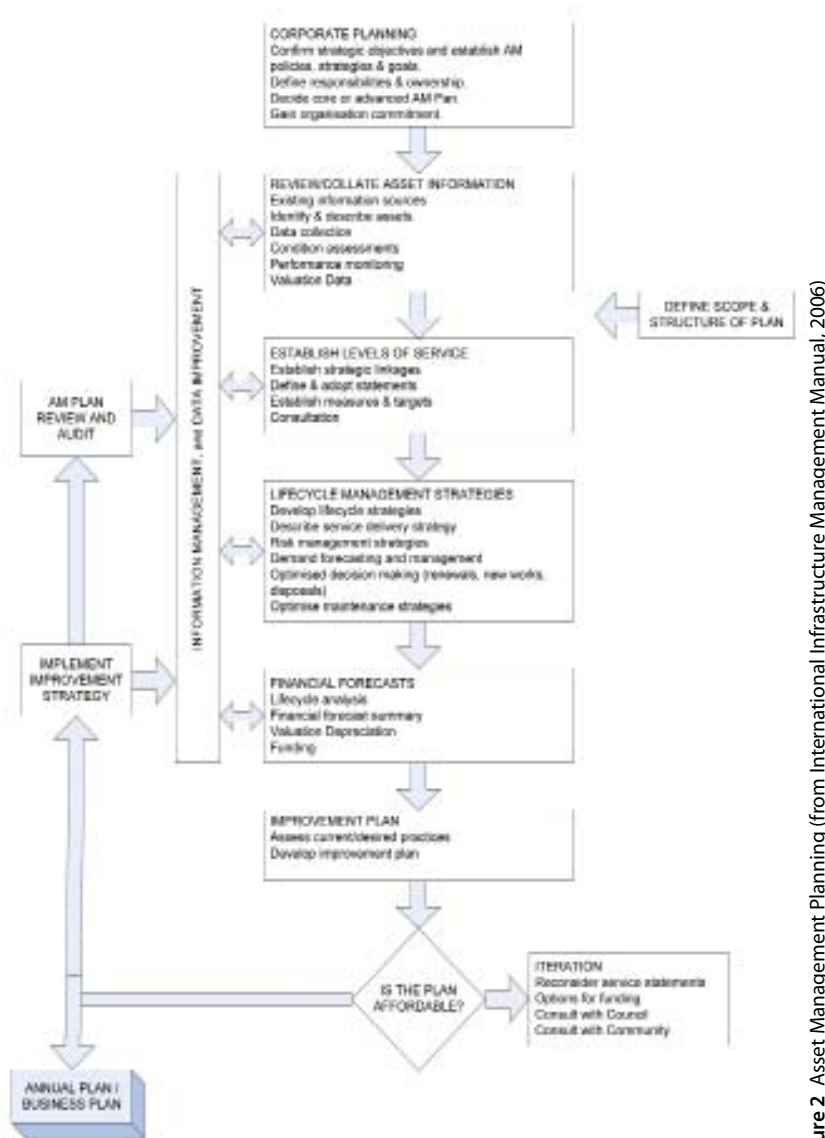 CORPORATE PLANNING
Confirm strategic objectives and establish AM
policies, strategies & goals.
Define responsibilities & ownership.
Decide core or advanced AM Plan.
Gain organisation commitment.
REVIEW/COLLATE ASSET INFORMATION
Existing information sources
Identify & describe assets
Data collection
Condition assessments
Performance monitoring
Valuation Data
DEFINE SCOPE &
STRUCTURE OF PLAN
ESTABLISH LEVELS OF SERVICE
Establish strategic linkages
Define & adopt statements
Establish measures & targets
Consultation
AM PLAN
REVIEW AND
AUDIT
INFORMATION MANAGEMENT, and DATA IMPROVEMENT
LIFECYCLE MANAGEMENT STRATEGIES
Develop lifecycle strategies
Describe service delivery strategy
Risk management strategies
Demand forecasting and management
Optimised decision making (renewals, new works,
disposals)
Optimise maintenance strategies
IMPLEMENT
IMPROVEMENT
STRATEGY
FINANCIAL FORECASTS
Lifecycle analysis
Financial forecast summary
Valuation Depreciation
Funding
IMPROVEMENT PLAN
Assess current/desired practices
Develop improvement plan
IS THE PLAN
AFFORDABLE?
ITERATION
Reconsider service statements
Options for funding
Consult with Council
Consult with Community
ANNUAL PLAN /
BUSINESS PLAN
ure 2 Asset Management Planning (from International Infrastructure Management Manual, 2006)